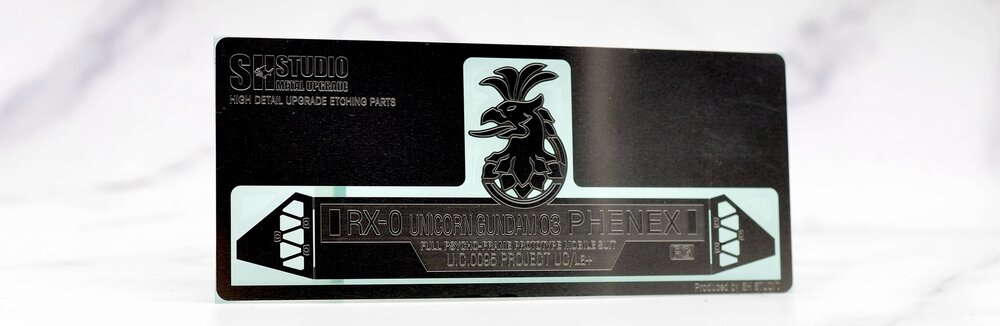 SH STUDIO
METAL UPGRADE
HIGH DETAIL UPGRADE ETCHING PARTS
RX-0 UNICORN GUNDAM 03 PHENEX
FULL PSYCHO-FRAME PROTOTYPE MOBILE SUIT
U.C.0095 PROJECT UC/La+
Produced by SH STUDIO